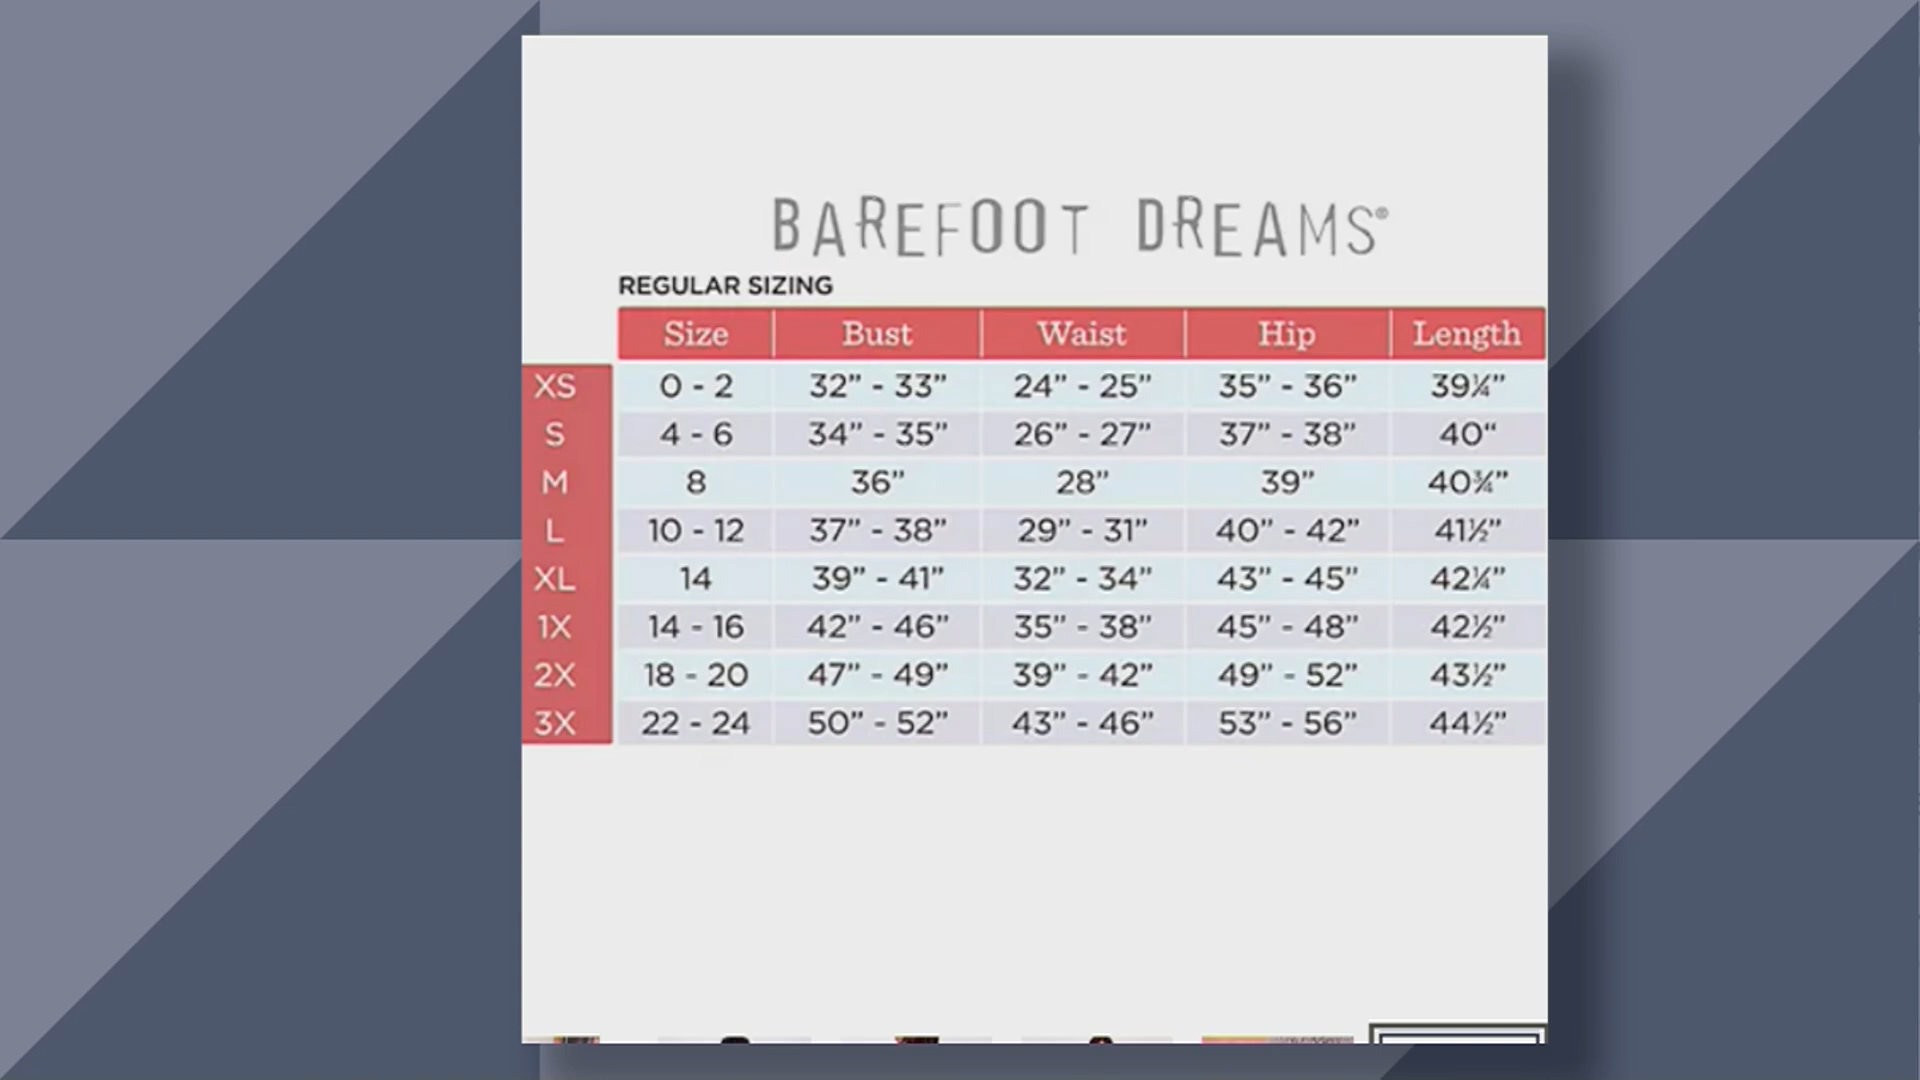 BAREFOOT DREAMS®
REGULAR SIZING
Size Bust Waist Hip Length
XS 0 - 2 32” - 33” 24” - 25” 35” - 36” 39¼”
S 4 - 6 34” - 35” 26” - 27” 37” - 38” 40“
M 8 36” 28” 39” 40¾”
L 10 - 12 37” - 38” 29” - 31” 40” - 42” 41½”
XL 14 39” - 41” 32” - 34” 43” - 45” 42¼”
1X 14 - 16 42” - 46” 35” - 38” 45” - 48” 42½”
2X 18 - 20 47” - 49” 39” - 42” 49” - 52” 43½”
3X 22 - 24 50” - 52” 43” - 46” 53” - 56” 44½”